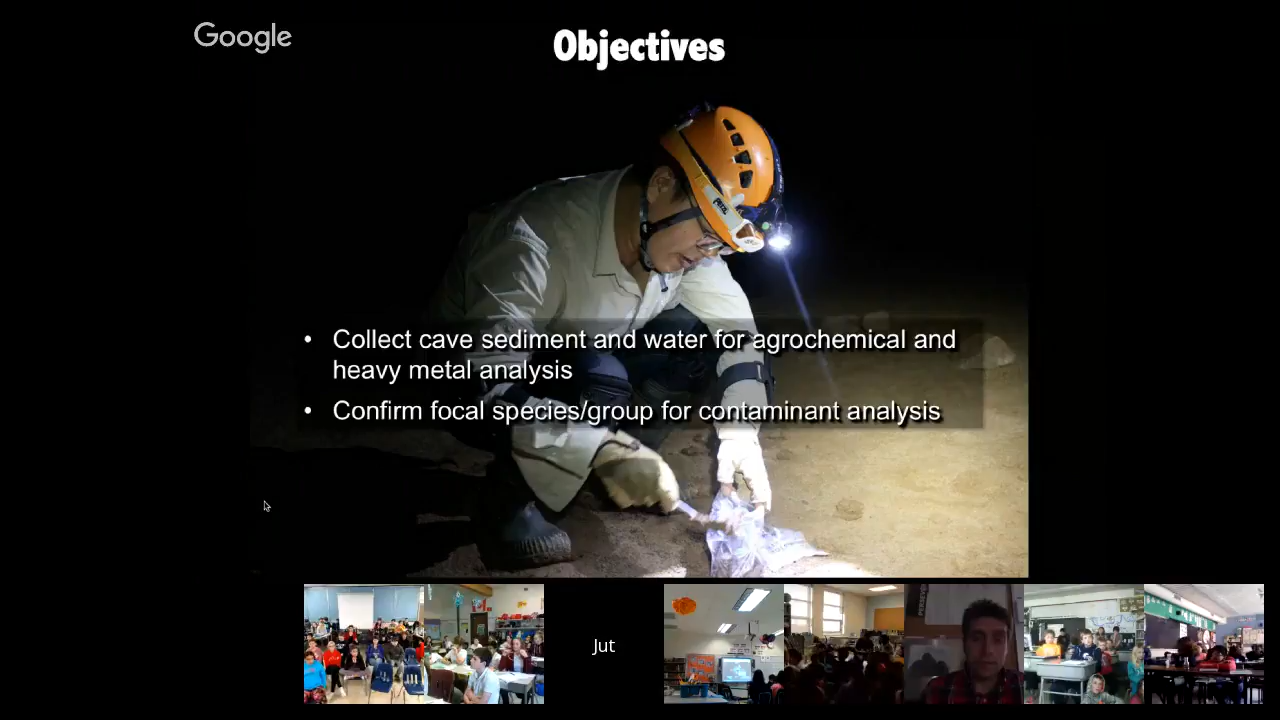 Google
Objectives
PETZL
• Collect cave sediment and water for agrochemical and
heavy metal analysis
• Confirm focal species/group for contaminant analysis
Jut